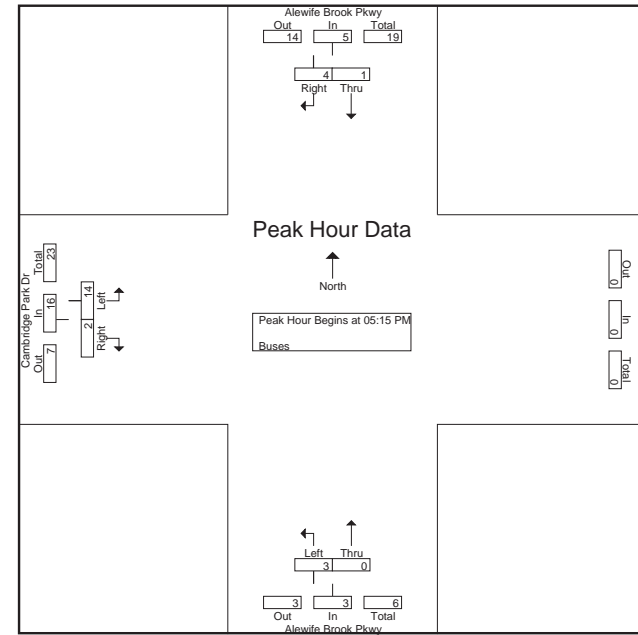 Alewife Brook Pkwy
Out In Total
14 5 19
4 1
Right Thru
Peak Hour Data
North
Peak Hour Begins at 05:15 PM
Buses
Cambridge Park Dr
Out In Total
7 16 23
Right Left
2 14
Out In Total
0 0 0
Left Thru
3 0
3 3 6
Out In Total
Alewife Brook Pkwy